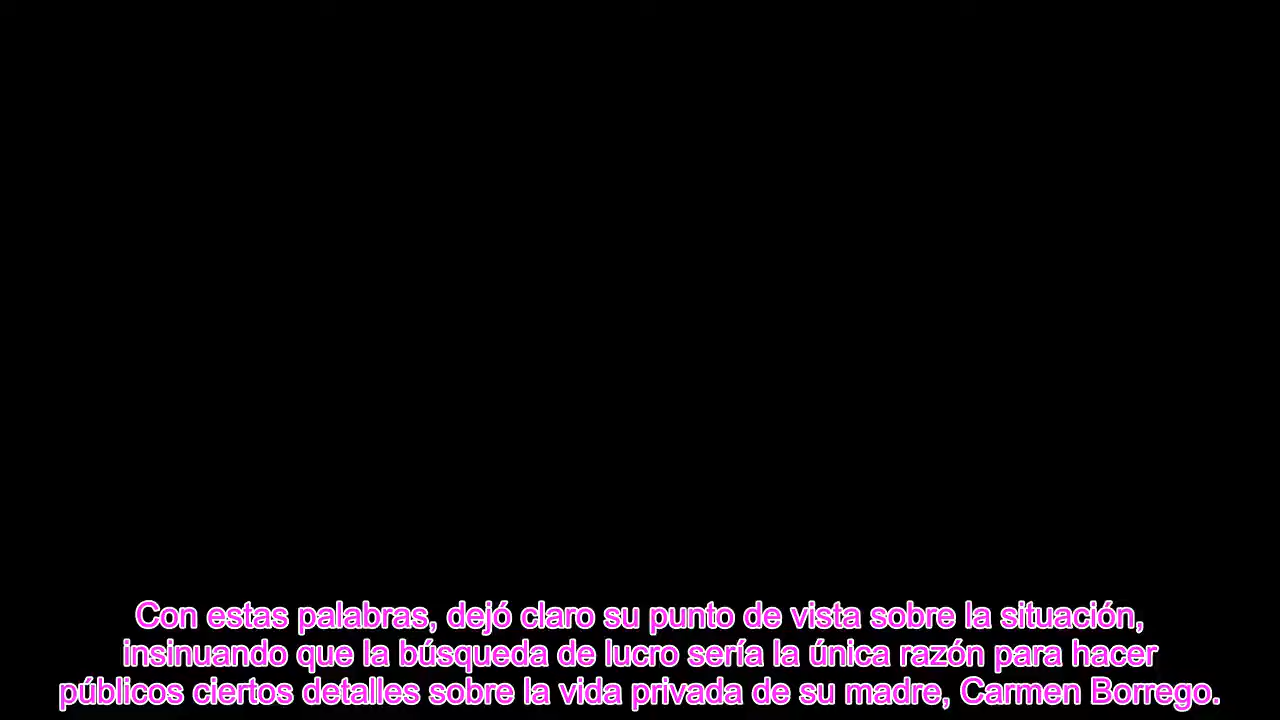 Con estas palabras, dejó claro su punto de vista sobre la situación,
insinuando que la búsqueda de lucro sería la única razón para hacer
públicos ciertos detalles sobre la vida privada de su madre, Carmen Borrego.